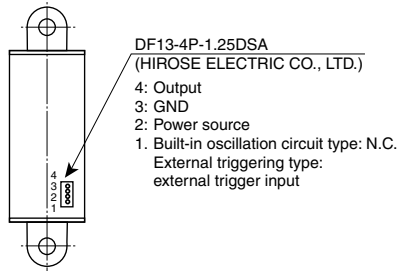 DF13-4P-1.25DSA
(HIROSE ELECTRIC CO., LTD.)
4: Output
3: GND
2: Power source
1. Built-in oscillation circuit type: N.C.
External triggering type:
external trigger input
4
3
2
1